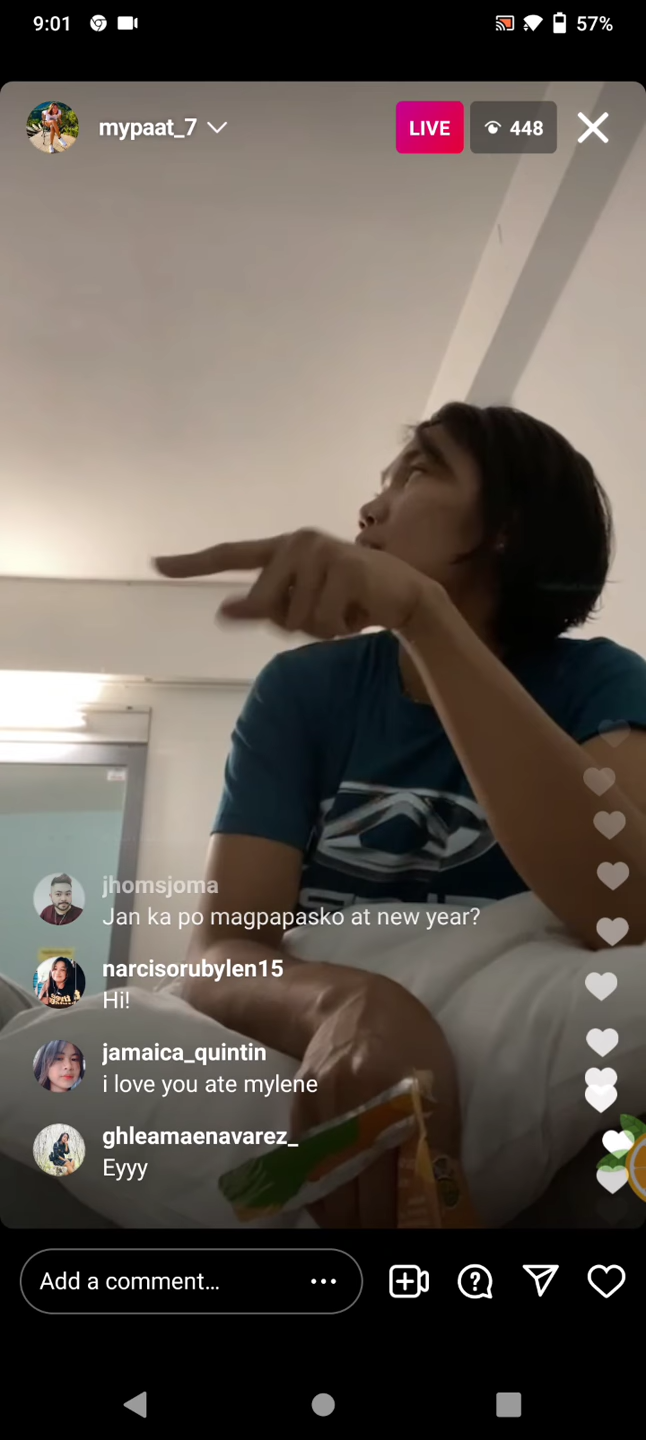 9:01
57%
mypaat_7
LIVE
448
jhomsjoma
Jan ka po magpapasko at new year?
narcisorubylen15
Hi!
jamaica_quintin
i love you ate mylene
ghleamaenavarez_
Eyyy
Add a comment...